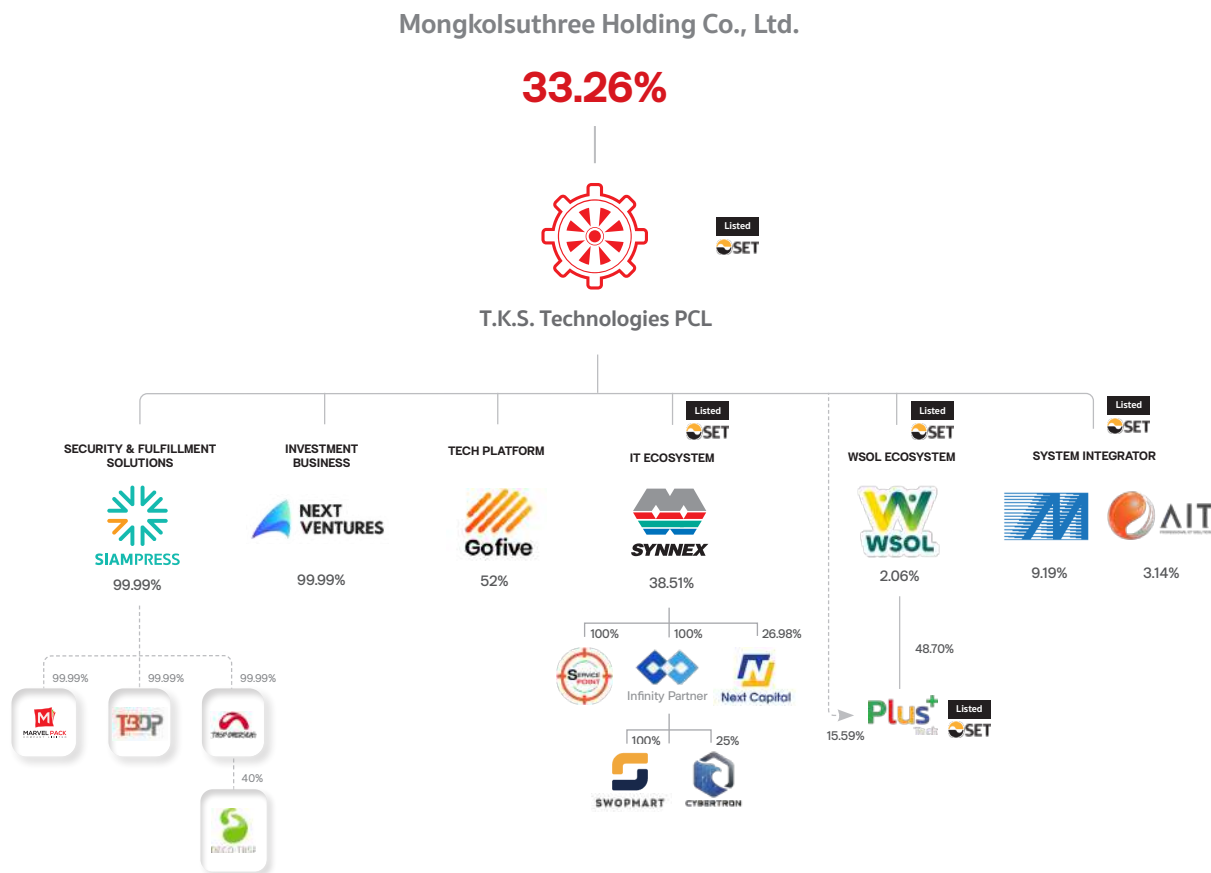 Mongkolsuthree Holding Co., Ltd.
33.26%
Listed
SET
T.K.S. Technologies PCL
Listed
SET
Listed
SET
Listed
SET
SECURITY & FULFILLMENT
SOLUTIONS
INVESTMENT
BUSINESS
TECH PLATFORM
IT ECOSYSTEM
WSOL ECOSYSTEM
SYSTEM INTEGRATOR
SIAMPRESS
NEXT
VENTURES
Gofive
SYNNEX
WSOL
AIT
99.99%
99.99%
52%
38.51%
2.06%
9.19%
3.14%
100%
100%
26.98%
48.70%
SERVICE
POINT
Infinity Partner
Next Capital
99.99%
99.99%
99.99%
MARVEL PACK
TBDP
Plus+
Tech
Listed
SET
15.59%
100%
25%
SWOPMART
CYBERTRON
40%